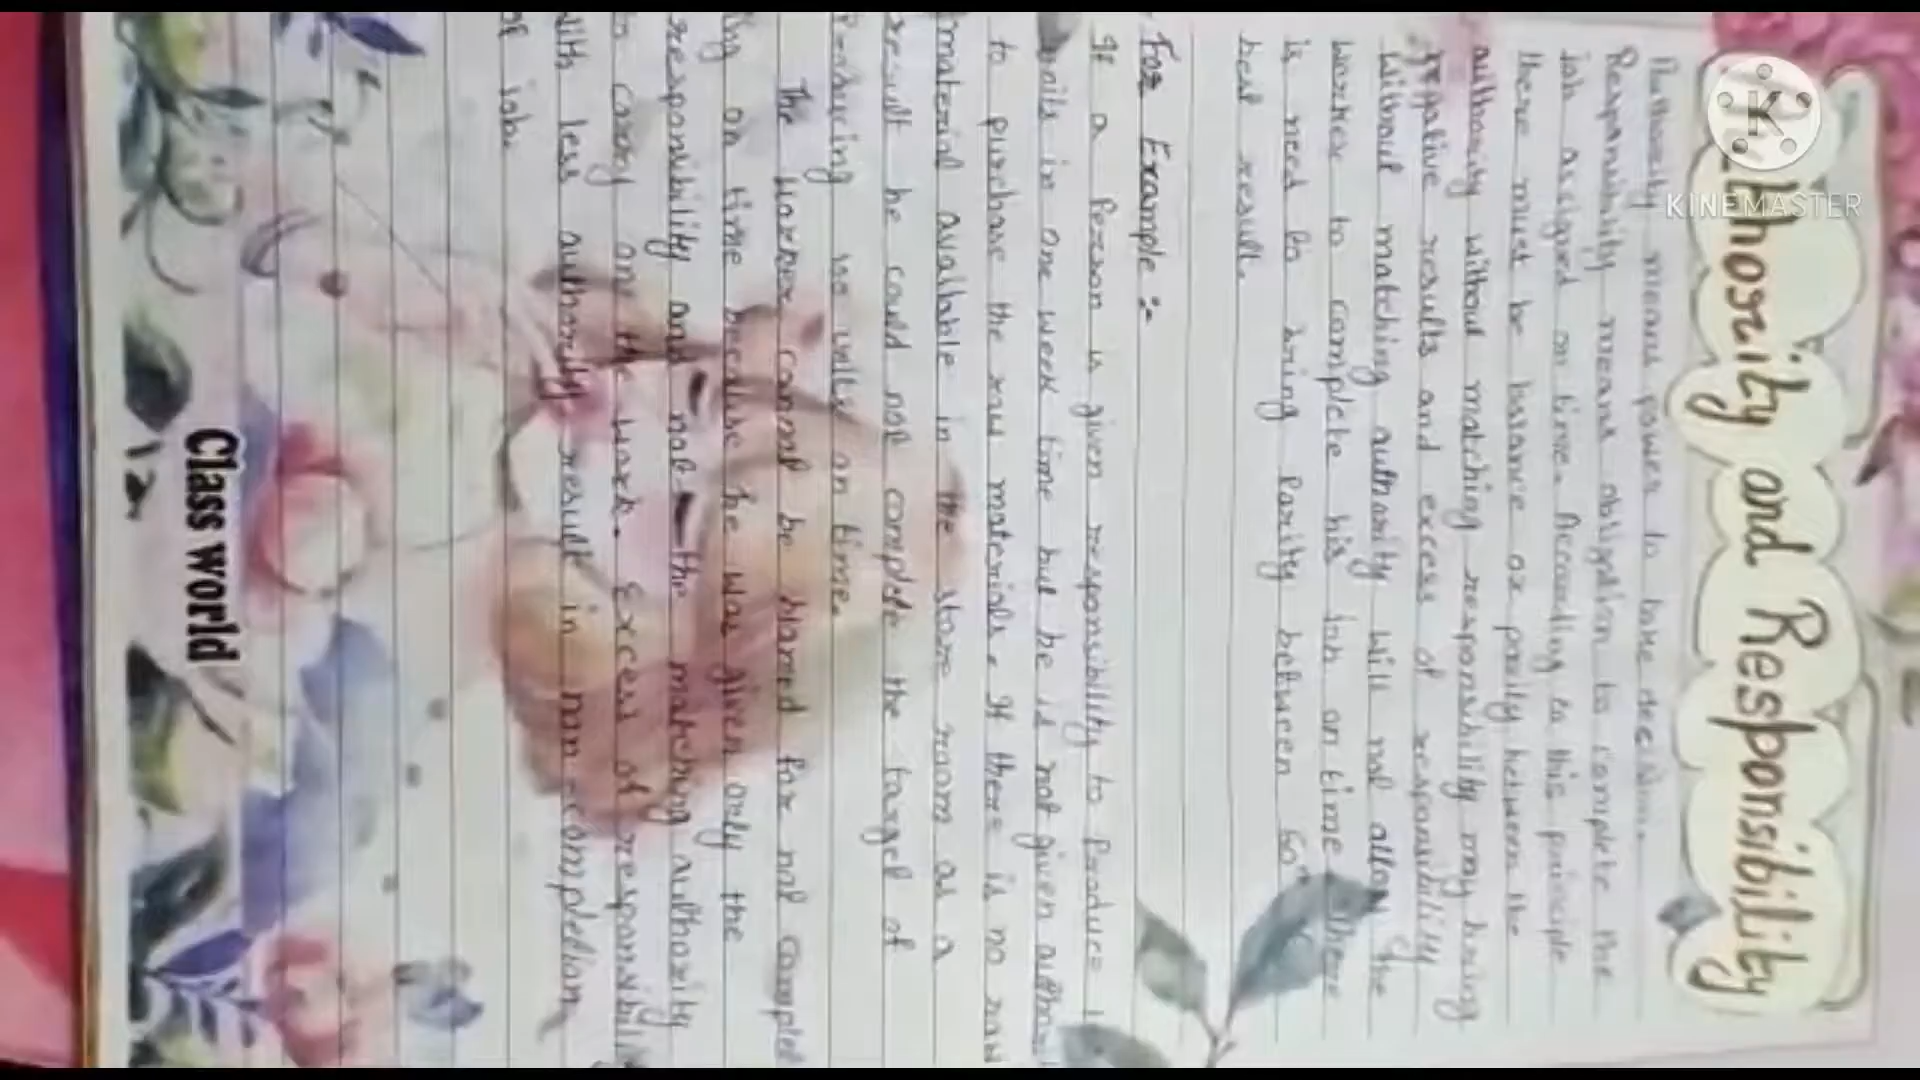 KINEMASTER
Authority and Responsibility
Authority means power to take decision.
Responsibility means obligation to complete the
job assigned on time. According to this principle
there must be balance or parity between the
authority without matching responsibility may bring
negative results and excess of responsibility
without matching authority will not allow the
worker to complete his job on time there
is need to bring Parity between to
best result.
For Example :-
If a Person is given responsibility to Produce 1
units in one week time but he is not given
to purchase the raw materials. If there is no raw
material available in the store room as a
result he could not complete the target of
Producing units on time.
The worker cannot be blamed for not
ing on time because he was given only the
responsibility and not the matching authority
to carry on the work. Excess of
with less authority result in non-completion
of job.
Class world